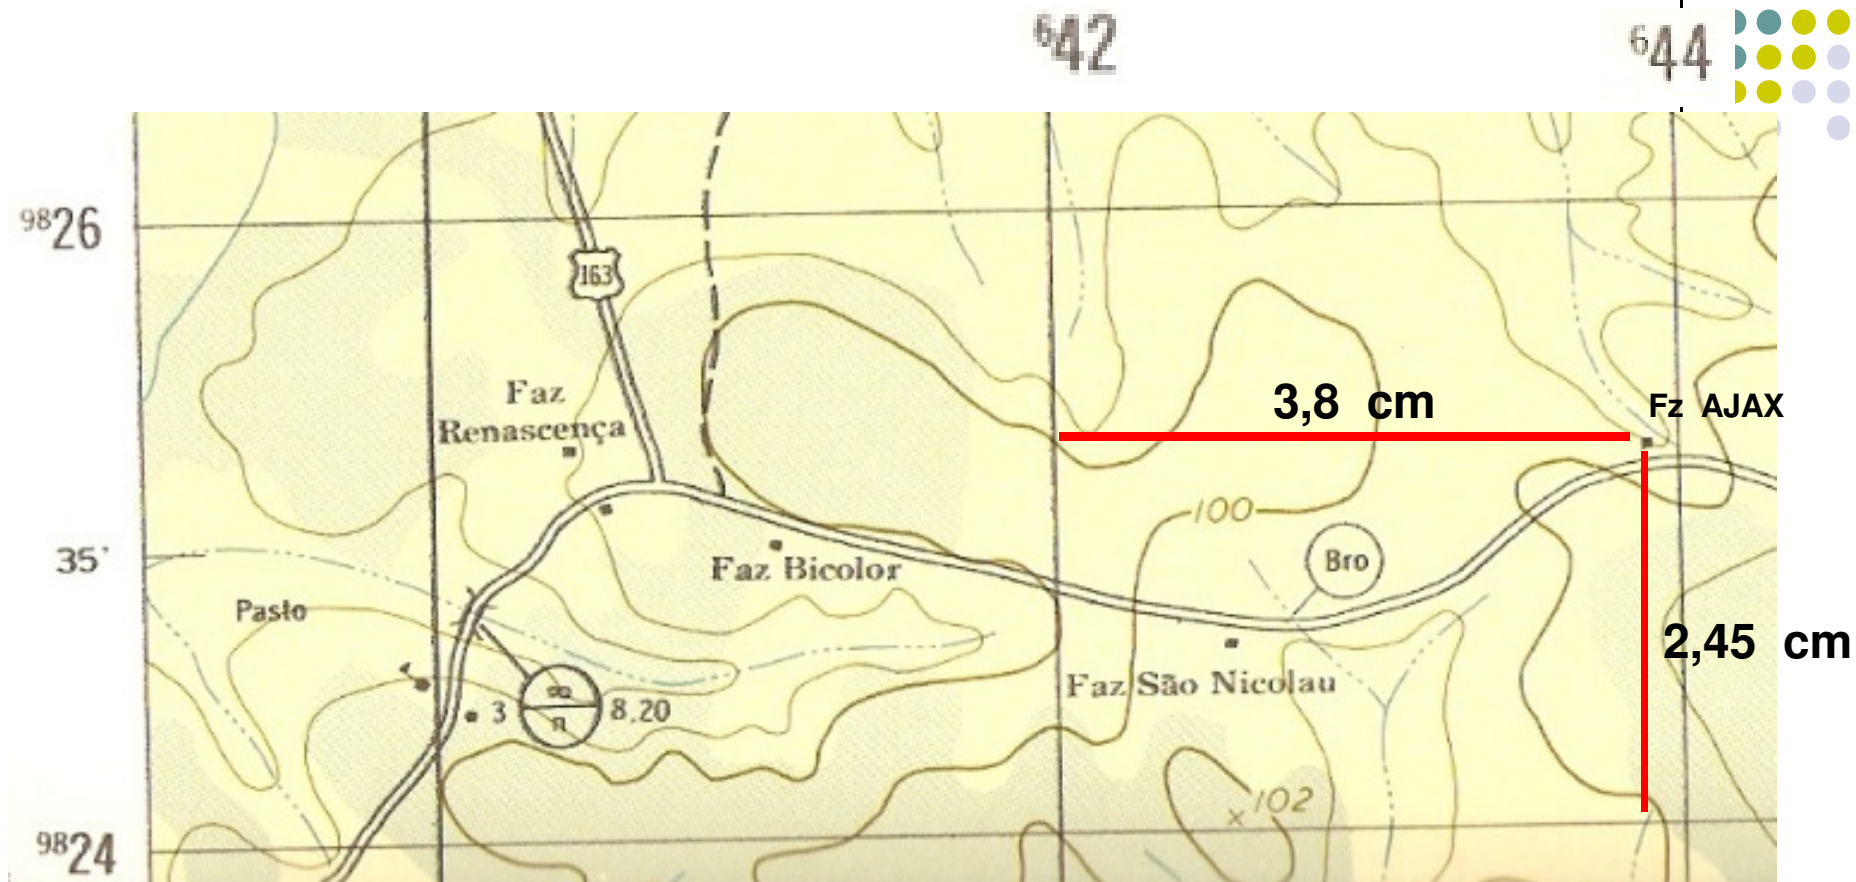 642
644
9826
163
Faz
Renascença
3,8 cm
Fz AJAX
100
35'
Faz Bicolor
Bro
Pasto
2,45 cm
Faz São Nicolau
4
3
8,20
102
9824